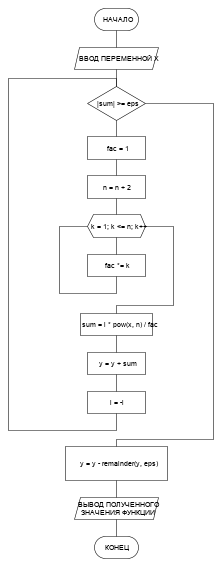 НАЧАЛО
ВВОД ПЕРЕМЕННОЙ X
|sum| >= eps
fac = 1
n = n + 2
k = 1; k <= n; k++
fac *= k
sum = l * pow(x, n) / fac
y = y + sum
l = -l
y = y - remainder(y, eps)
ВЫВОД ПОЛУЧЕННОГО
ЗНАЧЕНИЯ ФУНКЦИИ
КОНЕЦ